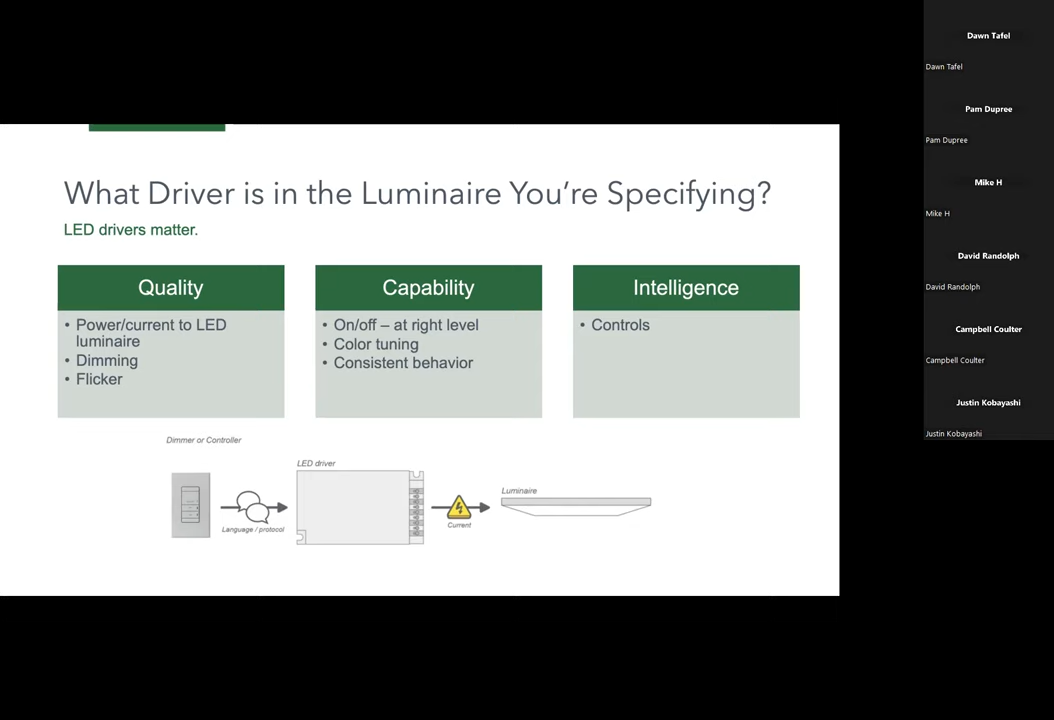 What Driver is in the Luminaire You're Specifying?
LED drivers matter.
Quality
• Power/current to LED
luminaire
• Dimming
• Flicker
Capability
• On/off – at right level
• Color tuning
• Consistent behavior
Intelligence
• Controls
Dimmer or Controller
Language / protocol
LED driver
Current
Luminaire
Dawn Tafel
Dawn Tafel
Pam Dupree
Pam Dupree
Mike H
Mike H
David Randolph
David Randolph
Campbell Coulter
Campbell Coulter
Justin Kobayashi
Justin Kobayashi